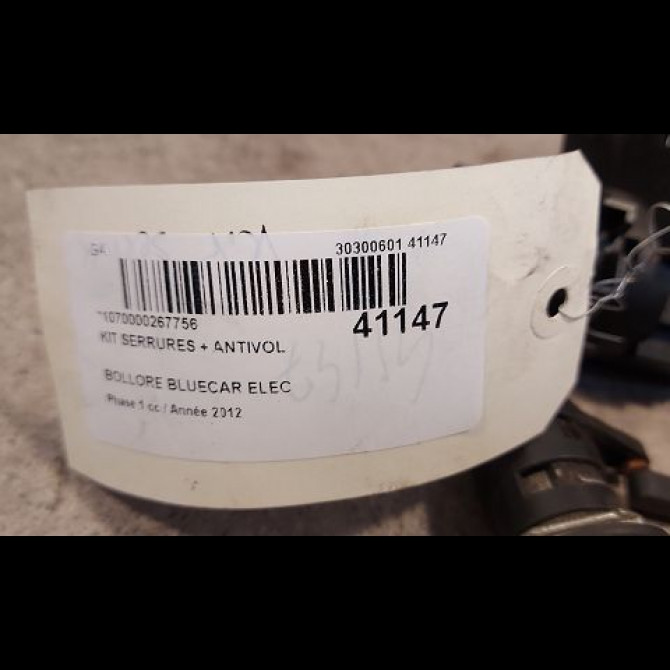 30300601 41147
1070000267756
41147
KIT SERRURES + ANTIVOL
BOLLORE BLUECAR ELEC
Phase 1 cc / Année 2012